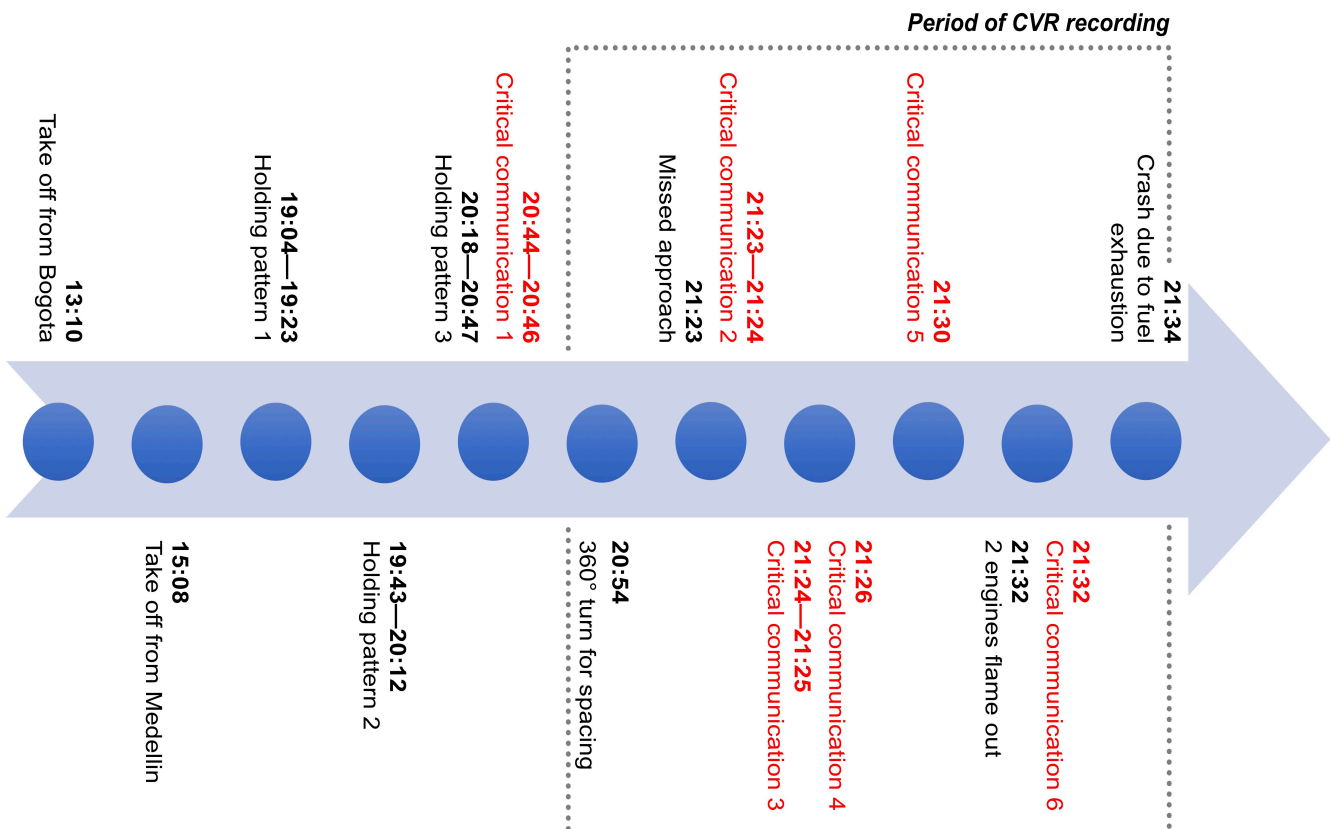 Period of CVR recording
13:10
Take off from Bogota
15:08
Take off from Medellin
19:04—19:23
Holding pattern 1
19:43—20:12
Holding pattern 2
20:18—20:47
Holding pattern 3
20:44—20:46
Critical communication 1
20:54
360° turn for spacing
21:23
Missed approach
21:23—21:24
Critical communication 2
21:24—21:25
Critical communication 3
21:26
Critical communication 4
21:30
Critical communication 5
21:32
2 engines flame out
21:32
Critical communication 6
21:34
Crash due to fuel
exhaustion